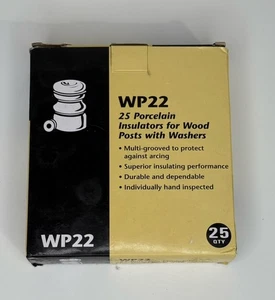 WP22
25 Porcelain
Insulators for Wood
Posts with Washers
• Multi-grooved to protect
against arcing
• Superior insulating performance
• Durable and dependable
• Individually hand inspected
WP22
25
QTY
WP22